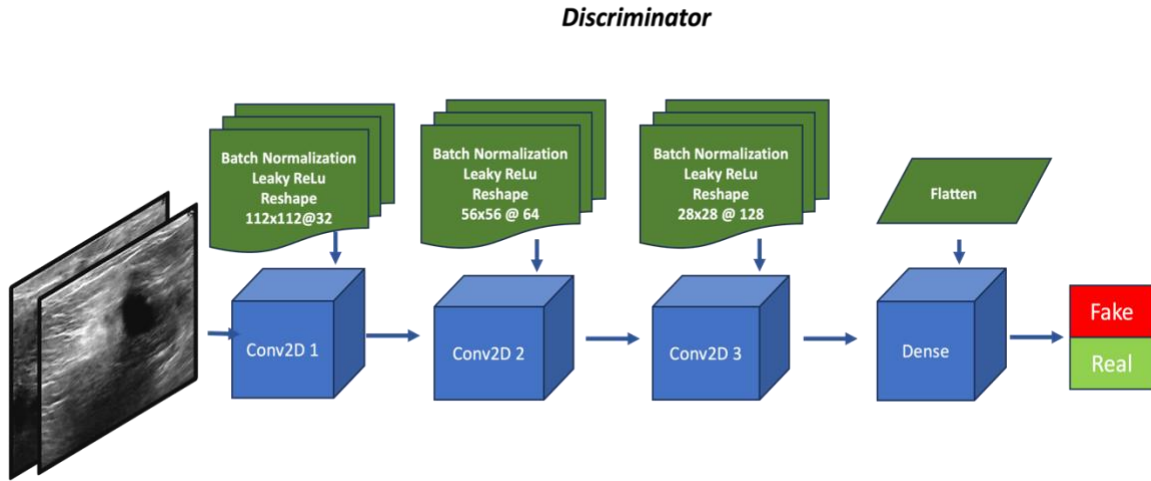 Discriminator
Batch Normalization
Leaky ReLu
Reshape
112x112@32
Batch Normalization
Leaky ReLu
Reshape
56x56 @ 64
Batch Normalization
Leaky ReLu
Reshape
28x28 @ 128
Flatten
Conv2D 1
Conv2D 2
Conv2D 3
Dense
Fake
Real